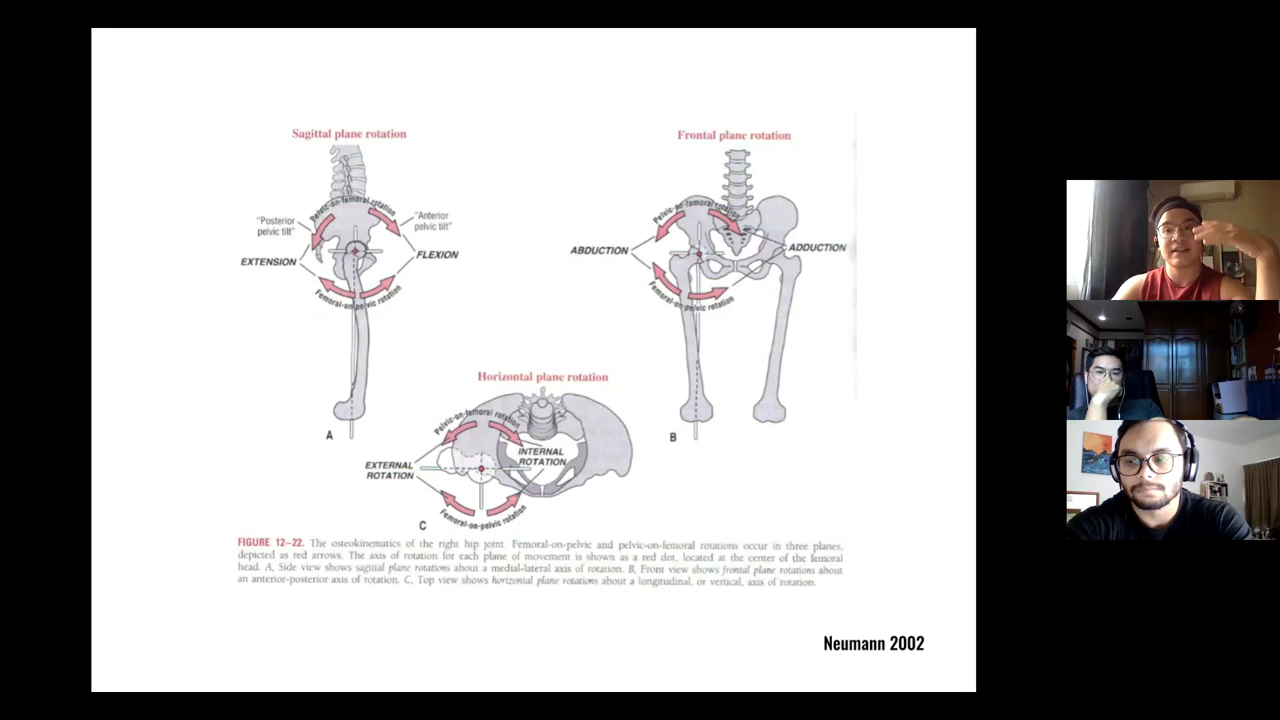 Sagittal plane rotation
Pelvic-on-femoral rotation
"Posterior
pelvic tilt"
"Anterior
pelvic tilt"
EXTENSION
FLEXION
Femoral-on-pelvic rotation
A
Frontal plane rotation
Pelvic-on-femoral rotation
ABDUCTION
ADDUCTION
Femoral-on-pelvic rotation
B
Horizontal plane rotation
Pelvic-on-femoral rotation
EXTERNAL
ROTATION
INTERNAL
ROTATION
Femoral-on-pelvic rotation
C
FIGURE 12–22. The osteokinematics of the right hip joint. Femoral-on-pelvic and pelvic-on-femoral rotations occur in three planes,
depicted as red arrows. The axis of rotation for each plane of movement is shown as a red dot, located at the center of the femoral
head. A, Side view shows sagittal plane rotations about a medial-lateral axis of rotation. B, Front view shows frontal plane rotations about
an anterior-posterior axis of rotation. C, Top view shows horizontal plane rotations about a longitudinal, or vertical, axis of rotation.
Neumann 2002